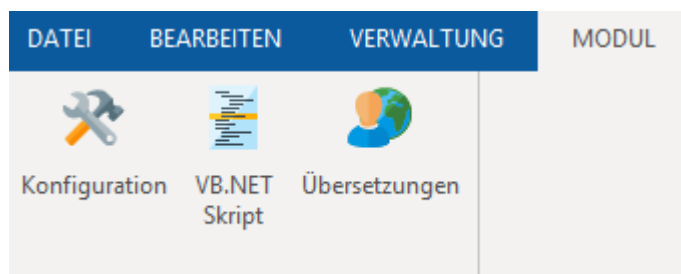 DATEI BEARBEITEN VERWALTUNG MODUL
Konfiguration VB.NET Übersetzungen
Skript